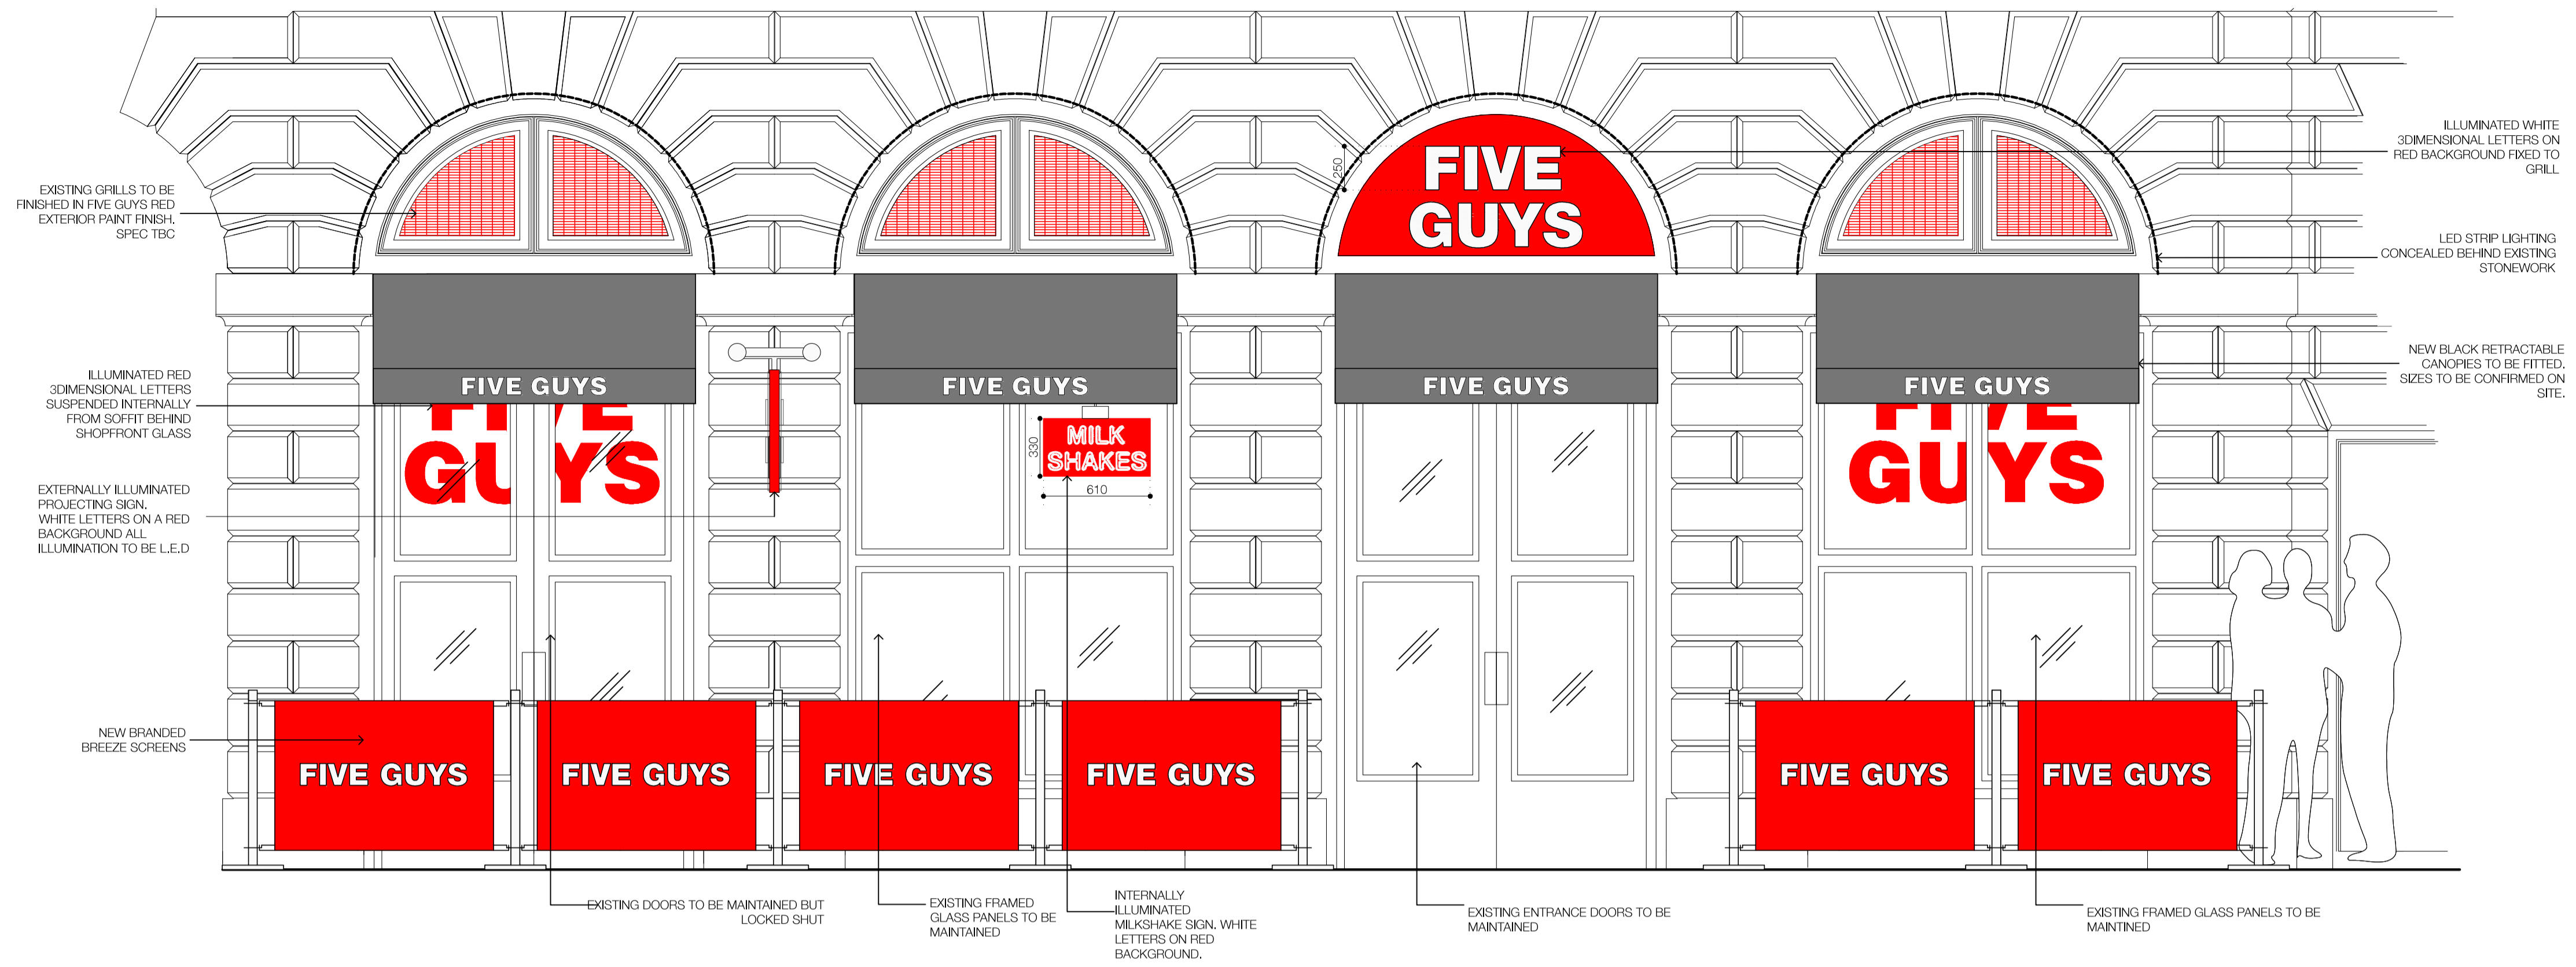 EXISTING GRILLS TO BE
FINISHED IN FIVE GUYS RED
EXTERIOR PAINT FINISH.
SPEC TBC
ILLUMINATED RED
3DIMENSIONAL LETTERS
SUSPENDED INTERNALLY
FROM SOFFIT BEHIND
SHOPFRONT GLASS
EXTERNALLY ILLUMINATED
PROJECTING SIGN.
WHITE LETTERS ON A RED
BACKGROUND ALL
ILLUMINATION TO BE L.E.D
NEW BRANDED
BREEZE SCREENS
250
FIVE
GUYS
ILLUMINATED WHITE
3DIMENSIONAL LETTERS ON
RED BACKGROUND FIXED TO
GRILL
LED STRIP LIGHTING
CONCEALED BEHIND EXISTING
STONEWORK
NEW BLACK RETRACTABLE
CANOPIES TO BE FITTED.
SIZES TO BE CONFIRMED ON
SITE.
FIVE GUYS
FIVE GUYS
FIVE GUYS
FIVE GUYS
FIVE
GUYS
330
MILK
SHAKES
610
FIVE
GUYS
FIVE GUYS
FIVE GUYS
FIVE GUYS
FIVE GUYS
FIVE GUYS
FIVE GUYS
EXISTING DOORS TO BE MAINTAINED BUT
LOCKED SHUT
EXISTING FRAMED
GLASS PANELS TO BE
MAINTAINED
INTERNALLY
ILLUMINATED
MILKSHAKE SIGN. WHITE
LETTERS ON RED
BACKGROUND.
EXISTING ENTRANCE DOORS TO BE
MAINTAINED
EXISTING FRAMED GLASS PANELS TO BE
MAINTINED